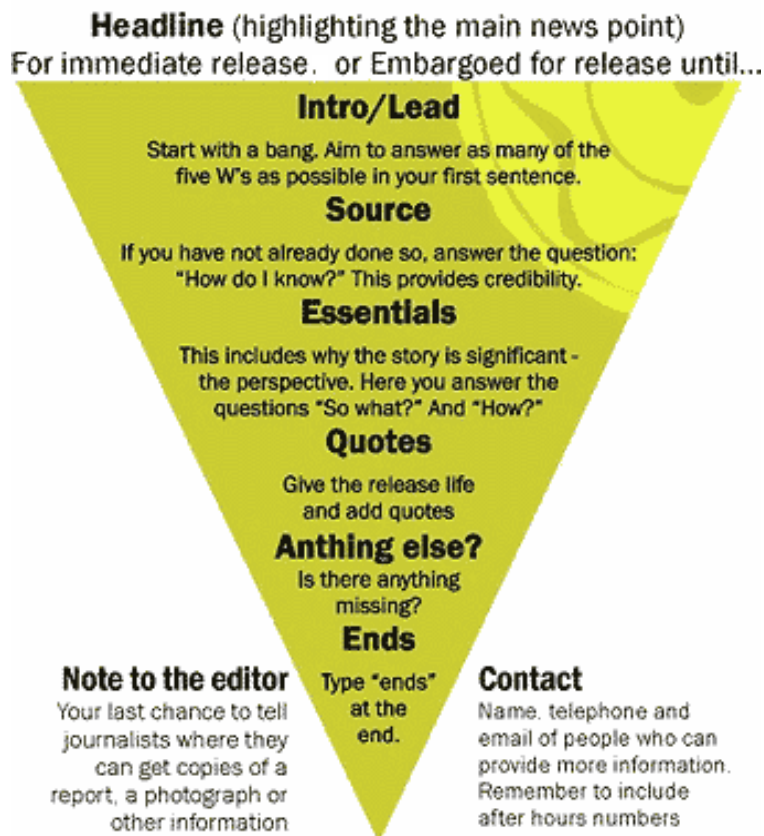 Headline (highlighting the main news point)
For immediate release. or Embargoed for release until...
Intro/Lead
Start with a bang. Aim to answer as many of the
five W's as possible in your first sentence.
Source
If you have not already done so, answer the question:
"How do I know?" This provides credibility.
Essentials
This includes why the story is significant -
the perspective. Here you answer the
questions "So what?" And "How?"
Quotes
Give the release life
and add quotes
Anthing else?
Is there anything
missing?
Ends
Type "ends"
at the
end.
Note to the editor
Your last chance to tell
journalists where they
can get copies of a
report, a photograph or
other information
Contact
Name, telephone and
email of people who can
provide more information.
Remember to include
after hours numbers